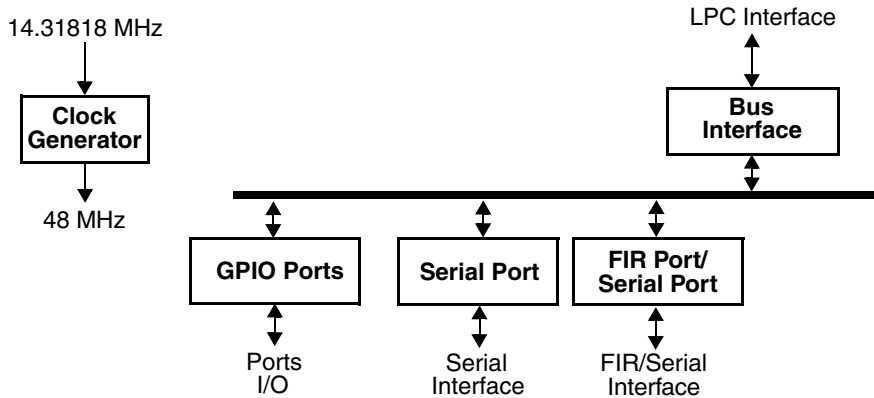 14.31818 MHz
LPC Interface
Clock
Generator
Bus
Interface
48 MHz
GPIO Ports
Serial Port
FIR Port/
Serial Port
Ports
I/O
Serial
Interface
FIR/Serial
Interface